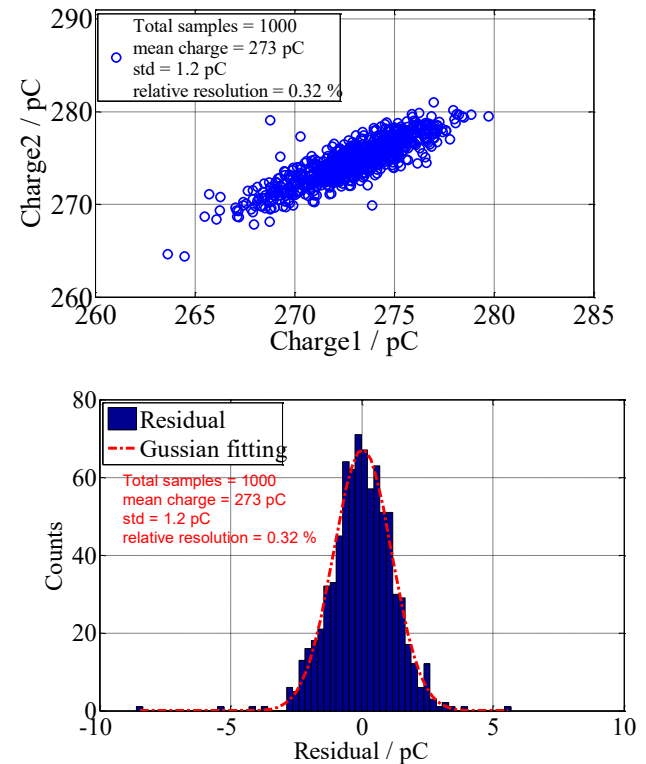 291
280
270
260
Charge2 / pC
Total samples = 1000
mean charge = 273 pC
std = 1.2 pC
relative resolution = 0.32 %
260 265 270 275 280 285
Charge1 / pC
80
60
40
20
0
Counts
Residual
Gussian fitting
Total samples = 1000
mean charge = 273 pC
std = 1.2 pC
relative resolution = 0.32 %
-10 -5 0 5 10
Residual / pC